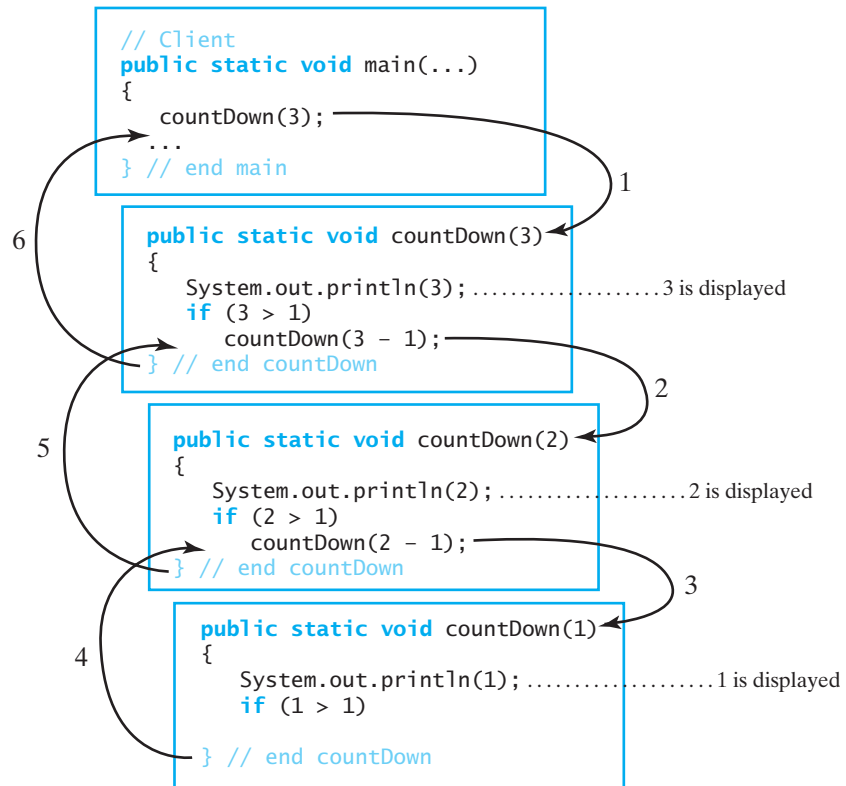 // Client
public static void main(...)
{
countDown(3);
...
} // end main
1
6
public static void countDown(3)
{
System.out.println(3); ..................... 3 is displayed
if (3 > 1)
countDown(3 – 1);
} // end countDown
2
5
public static void countDown(2)
{
System.out.println(2); ..................... 2 is displayed
if (2 > 1)
countDown(2 – 1);
} // end countDown
3
4
public static void countDown(1)
{
System.out.println(1); ..................... 1 is displayed
if (1 > 1)
} // end countDown